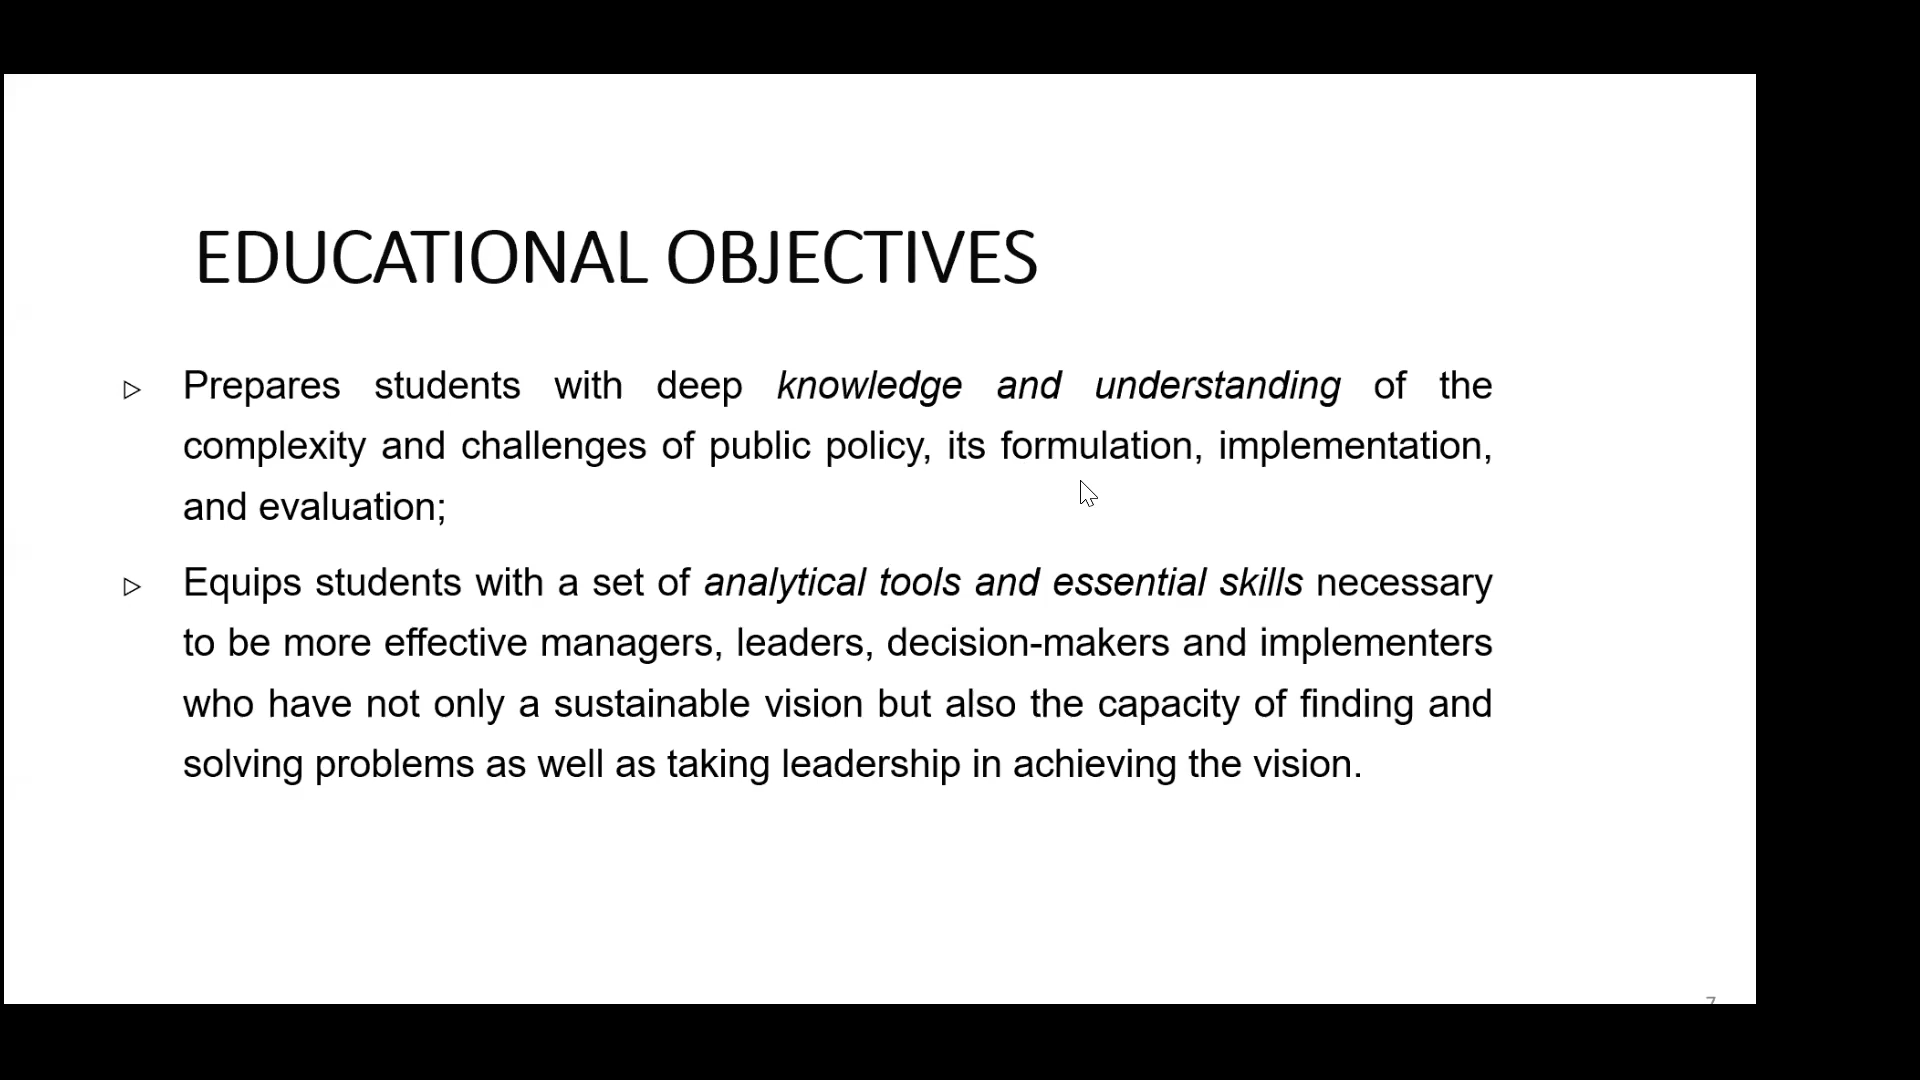 EDUCATIONAL OBJECTIVES
▷ Prepares students with deep knowledge and understanding of the
complexity and challenges of public policy, its formulation, implementation,
and evaluation;
▷ Equips students with a set of analytical tools and essential skills necessary
to be more effective managers, leaders, decision-makers and implementers
who have not only a sustainable vision but also the capacity of finding and
solving problems as well as taking leadership in achieving the vision.